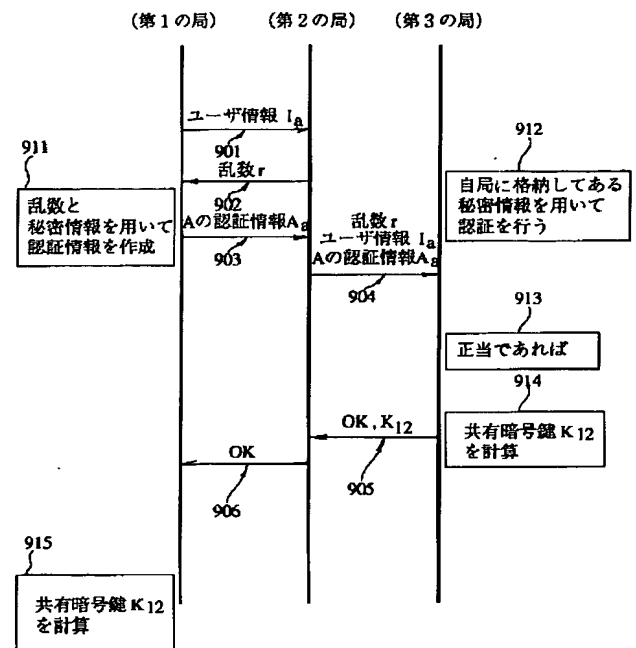 (第1の局) (第2の局) (第3の局)
ユーザ情報 Ia
901
911
912
乱数 r
902
乱数と
秘密情報を用いて
認証情報を作成
自局に格納してある
秘密情報を用いて
認証を行う
Aの認証情報Aa
903
乱数 r
ユーザ情報 Ia
Aの認証情報Aa
904
913
正当であれば
914
OK, K12
905
共有暗号鍵 K12
を計算
OK
906
915
共有暗号鍵 K12
を計算